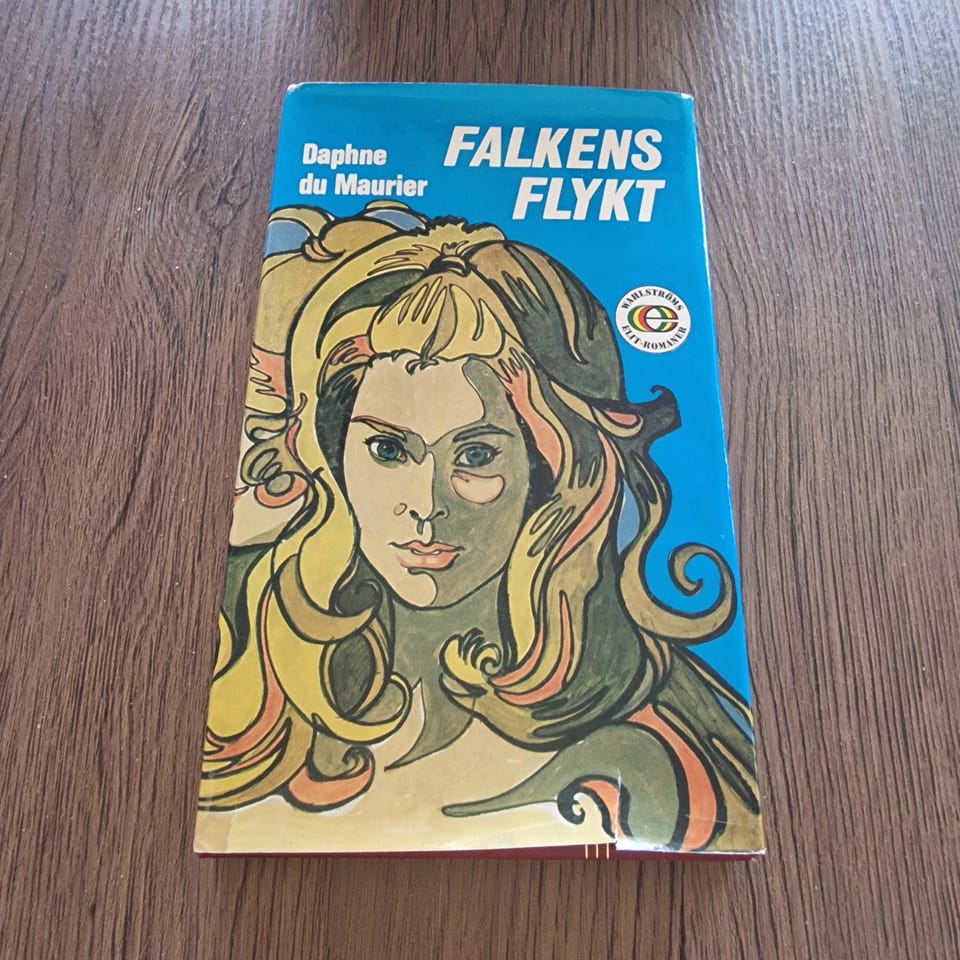 Daphne
du Maurier
FALKENS
FLYKT
WAHLSTRÖMS
ELIT-ROMANER